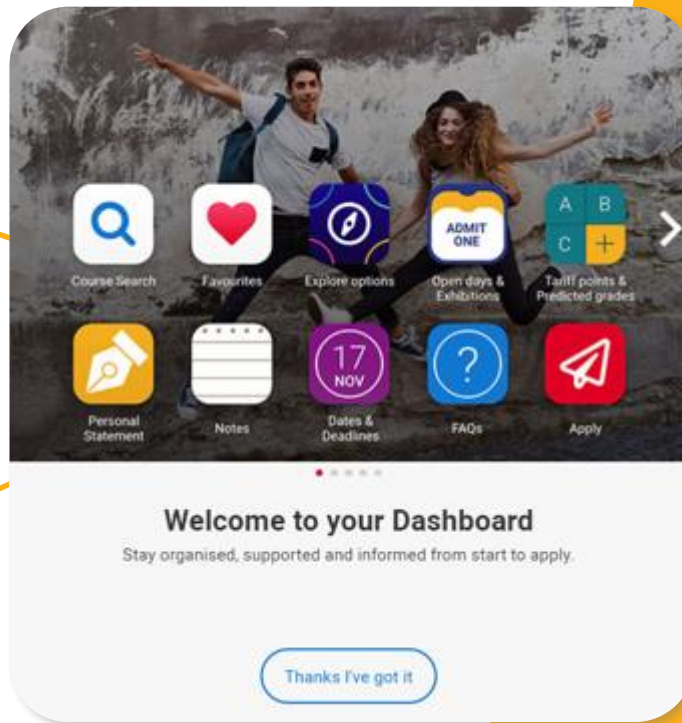 ADMIT
ONE
A B
C +
Course Search
Favourites
Explore options
Open days &
Exhibitions
Tariff points &
Predicted grades
17
NOV
?
Personal
Statement
Notes
Dates &
Deadlines
FAQs
Apply
Welcome to your Dashboard
Stay organised, supported and informed from start to apply.
Thanks I've got it